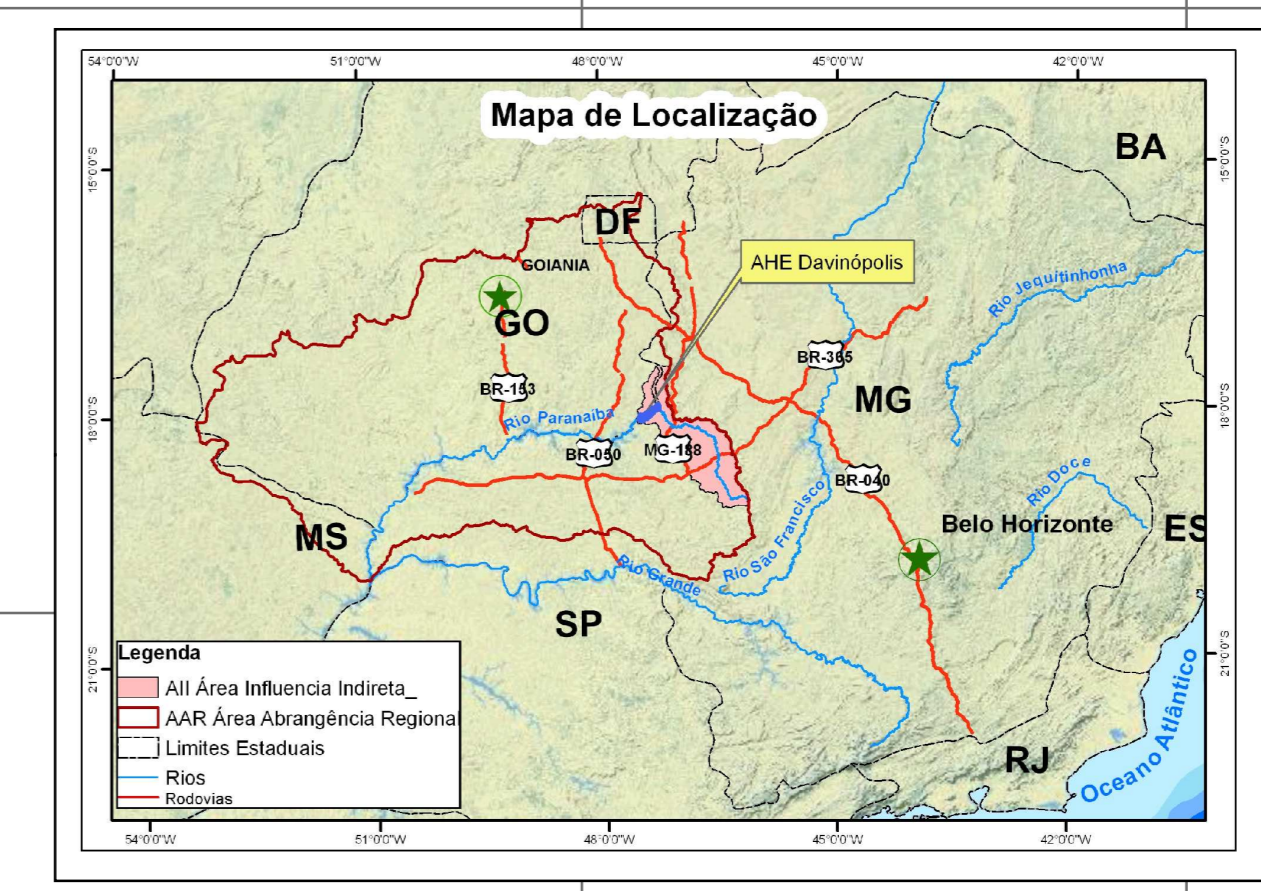 54°0'0"W 51°0'0"W 48°0'0"W 45°0'0"W 42°0'0"W
Mapa de Localização
BA
15°0'0"S
15°0'0"S
DF
AHE Davinópolis
GOIANIA
Rio Jequitinhonha
GO
BR-365
BR-153
MG
Rio Paranaíba
18°0'0"S
18°0'0"S
BR-050
MG-188
BR-040
Rio Doce
Rio São Francisco
Belo Horizonte
ES
MS
Rio Grande
SP
21°0'0"S
21°0'0"S
Legenda
AII Área Influencia Indireta_
AAR Área Abrangência Regional
Limites Estaduais
Rios
Rodovias
RJ
Oceano Atlântico
54°0'0"W 51°0'0"W 48°0'0"W 45°0'0"W 42°0'0"W